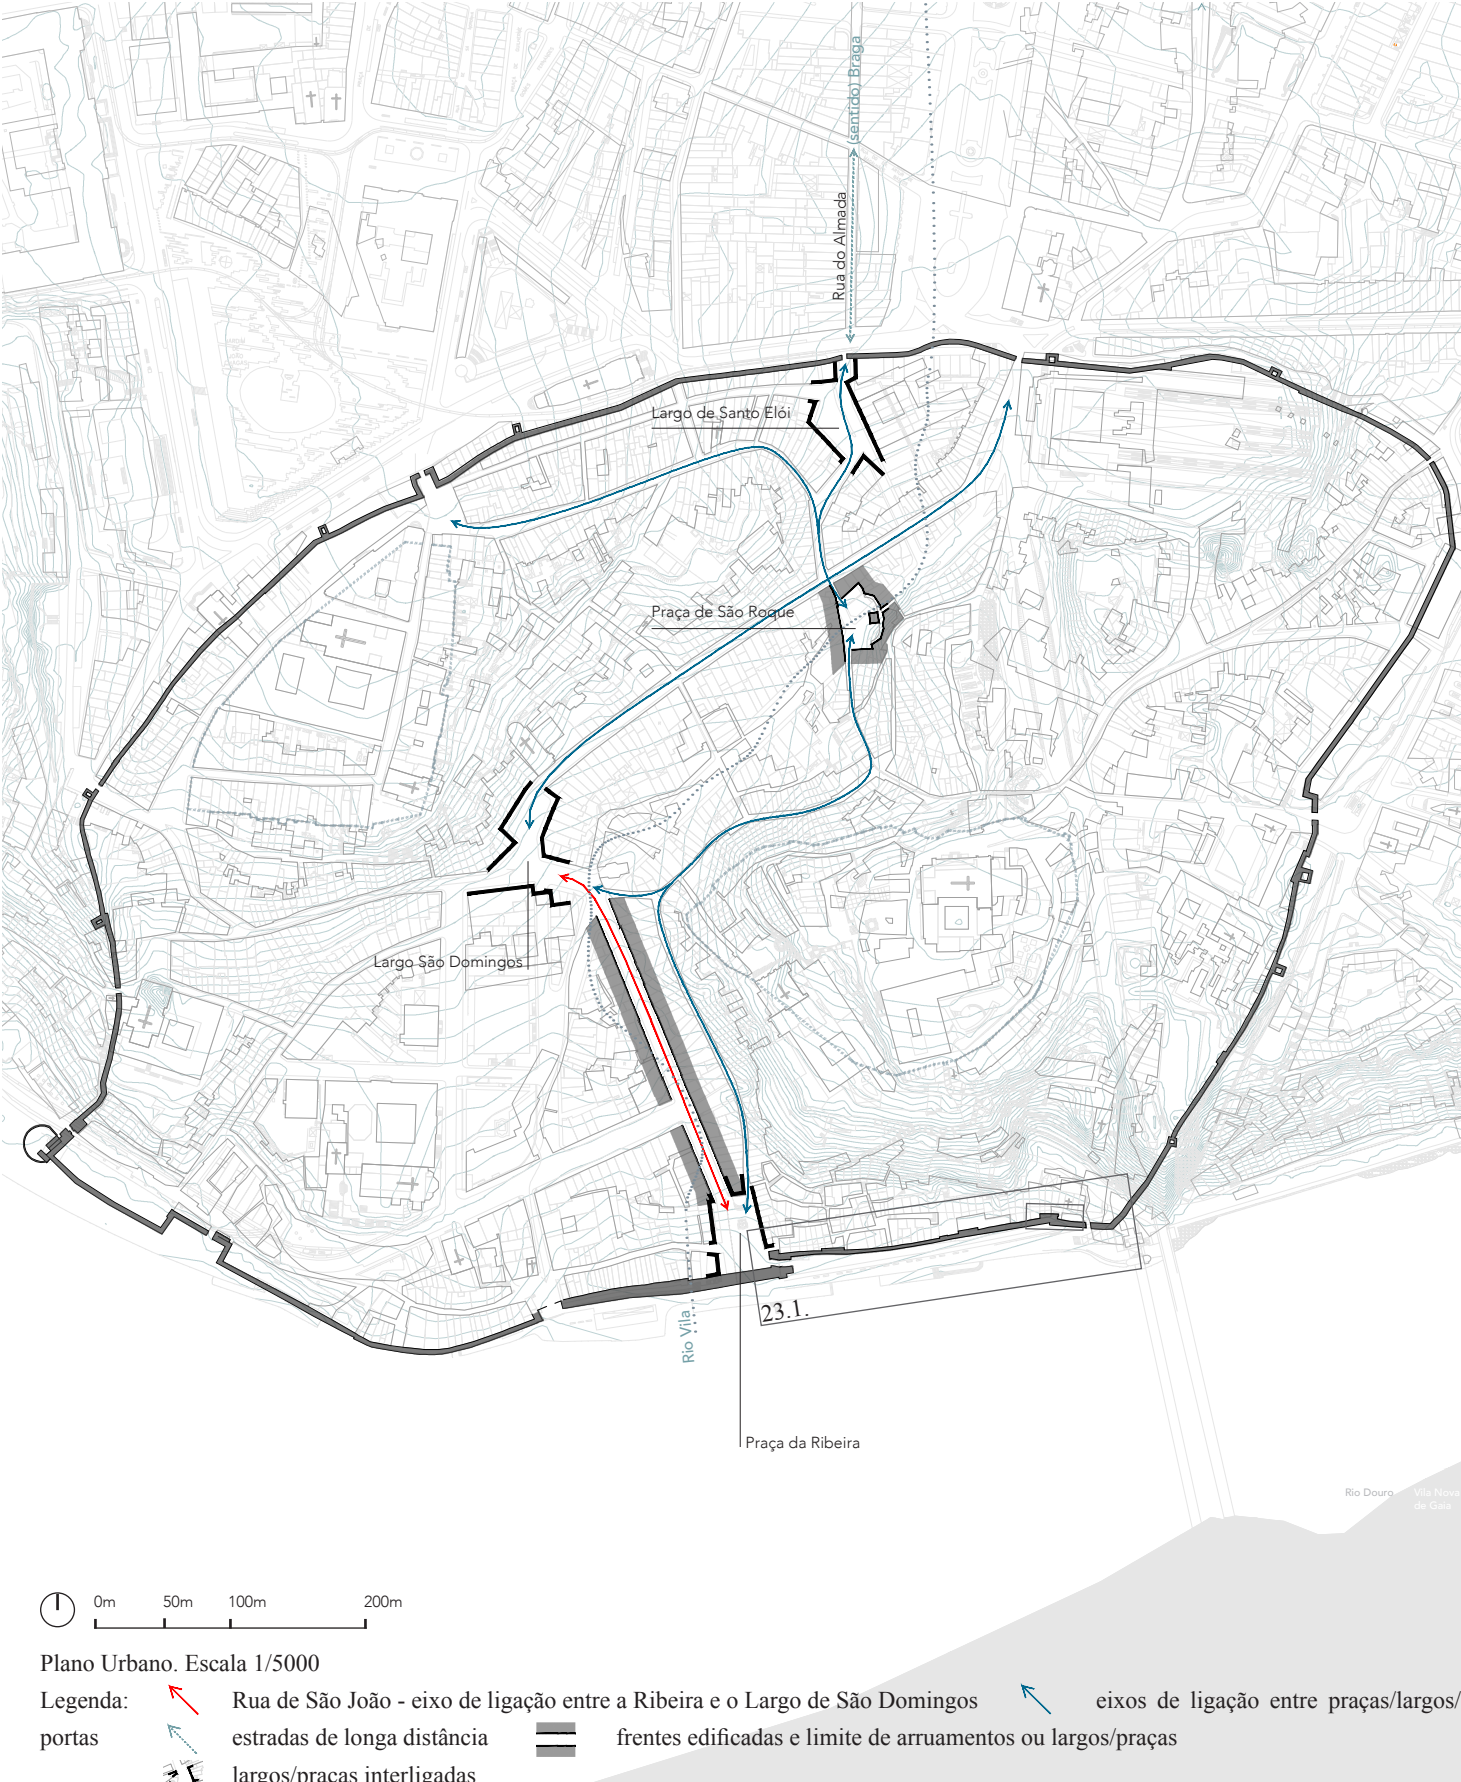 (sentido) Braga
Rua do Almada
Largo de Santo Elói
Praça de São Roque
Largo São Domingos
23.1.
Rio Vila
Praça da Ribeira
Rio Douro
Vila Nova
de Gaia
0m 50m 100m 200m
Plano Urbano. Escala 1/5000
Legenda: Rua de São João - eixo de ligação entre a Ribeira e o Largo de São Domingos eixos de ligação entre praças/largos/
portas estradas de longa distância frentes edificadas e limite de arruamentos ou largos/praças
largos/praças interligadas